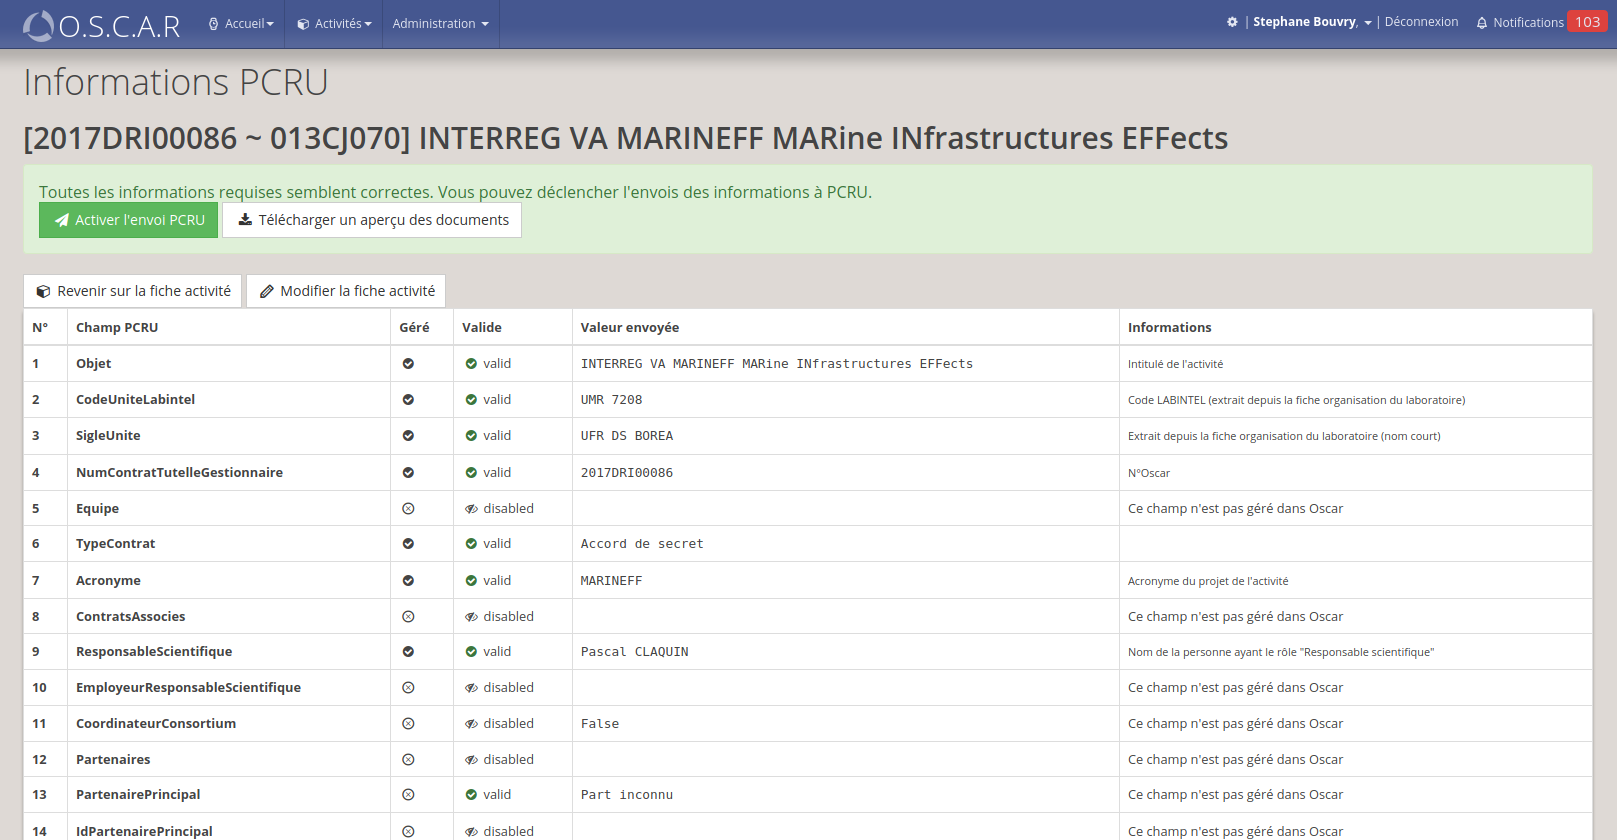 O.S.C.A.R Accueil Activités Administration | Stephane Bouvry, | Déconnexion Notifications 103
Informations PCRU
[2017DRI00086 ~ 013CJ070] INTERREG VA MARINEFF MARine INfrastructures EFFects
Toutes les informations requises semblent correctes. Vous pouvez déclencher l'envois des informations à PCRU.
Activer l'envoi PCRU Télécharger un aperçu des documents
Revenir sur la fiche activité Modifier la fiche activité
N° Champ PCRU Géré Valide Valeur envoyée Informations
1 Objet valid INTERREG VA MARINEFF MARine INfrastructures EFFects Intitulé de l'activité
2 CodeUniteLabintel valid UMR 7208 Code LABINTEL (extrait depuis la fiche organisation du laboratoire)
3 SigleUnite valid UFR DS BOREA Extrait depuis la fiche organisation du laboratoire (nom court)
4 NumContratTutelleGestionnaire valid 2017DRI00086 N°Oscar
5 Equipe disabled Ce champ n'est pas géré dans Oscar
6 TypeContrat valid Accord de secret
7 Acronyme valid MARINEFF Acronyme du projet de l'activité
8 ContratsAssocies disabled Ce champ n'est pas géré dans Oscar
9 ResponsableScientifique valid Pascal CLAQUIN Nom de la personne ayant le rôle "Responsable scientifique"
10 EmployeurResponsableScientifique disabled Ce champ n'est pas géré dans Oscar
11 CoordinateurConsortium disabled False Ce champ n'est pas géré dans Oscar
12 Partenaires disabled Ce champ n'est pas géré dans Oscar
13 PartenairePrincipal valid Part inconnu Ce champ n'est pas géré dans Oscar
14 IdPartenairePrincipal disabled Ce champ n'est pas géré dans Oscar